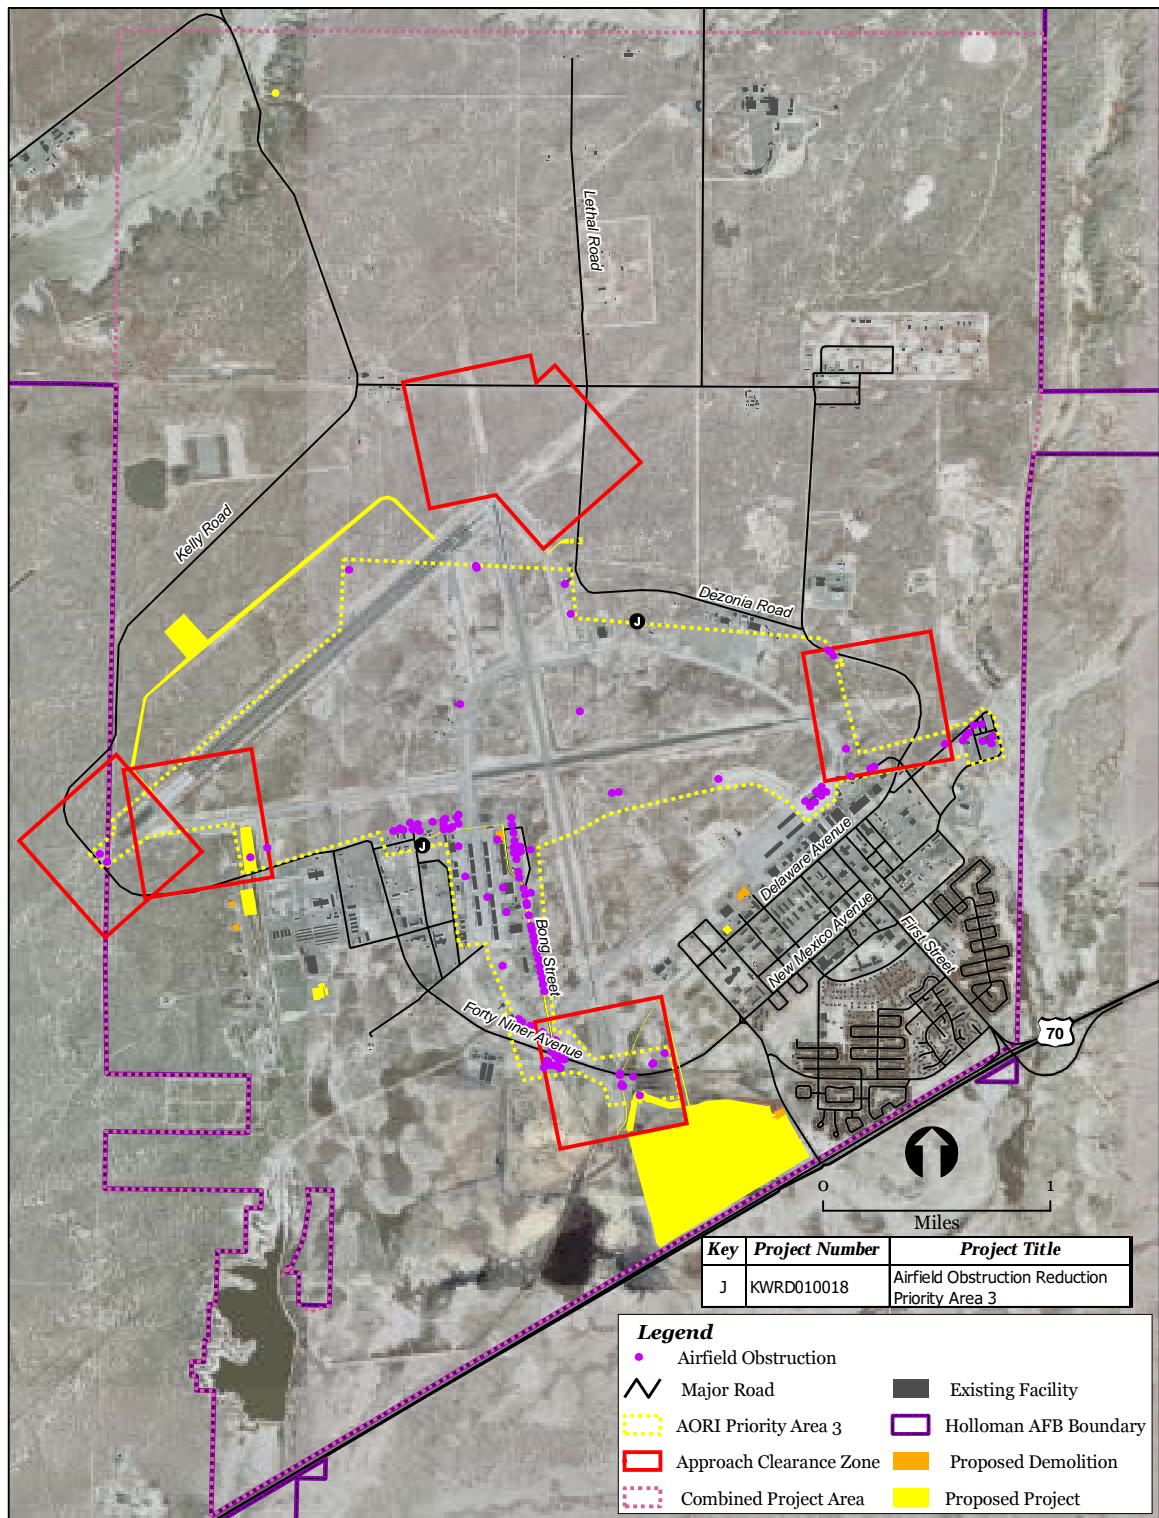 Lethal Road
Kelly Road
Dezonia Road
J
J
Delaware Avenue
New Mexico Avenue
First Street
Bong Street
Forty Niner Avenue
70
0 1
Miles
Key Project Number Project Title
J KWRD010018 Airfield Obstruction Reduction
Priority Area 3
Legend
Airfield Obstruction
Major Road Existing Facility
AORI Priority Area 3 Holloman AFB Boundary
Approach Clearance Zone Proposed Demolition
Combined Project Area Proposed Project